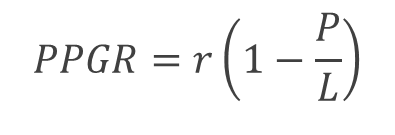 PPGR = r(1 − P/L)